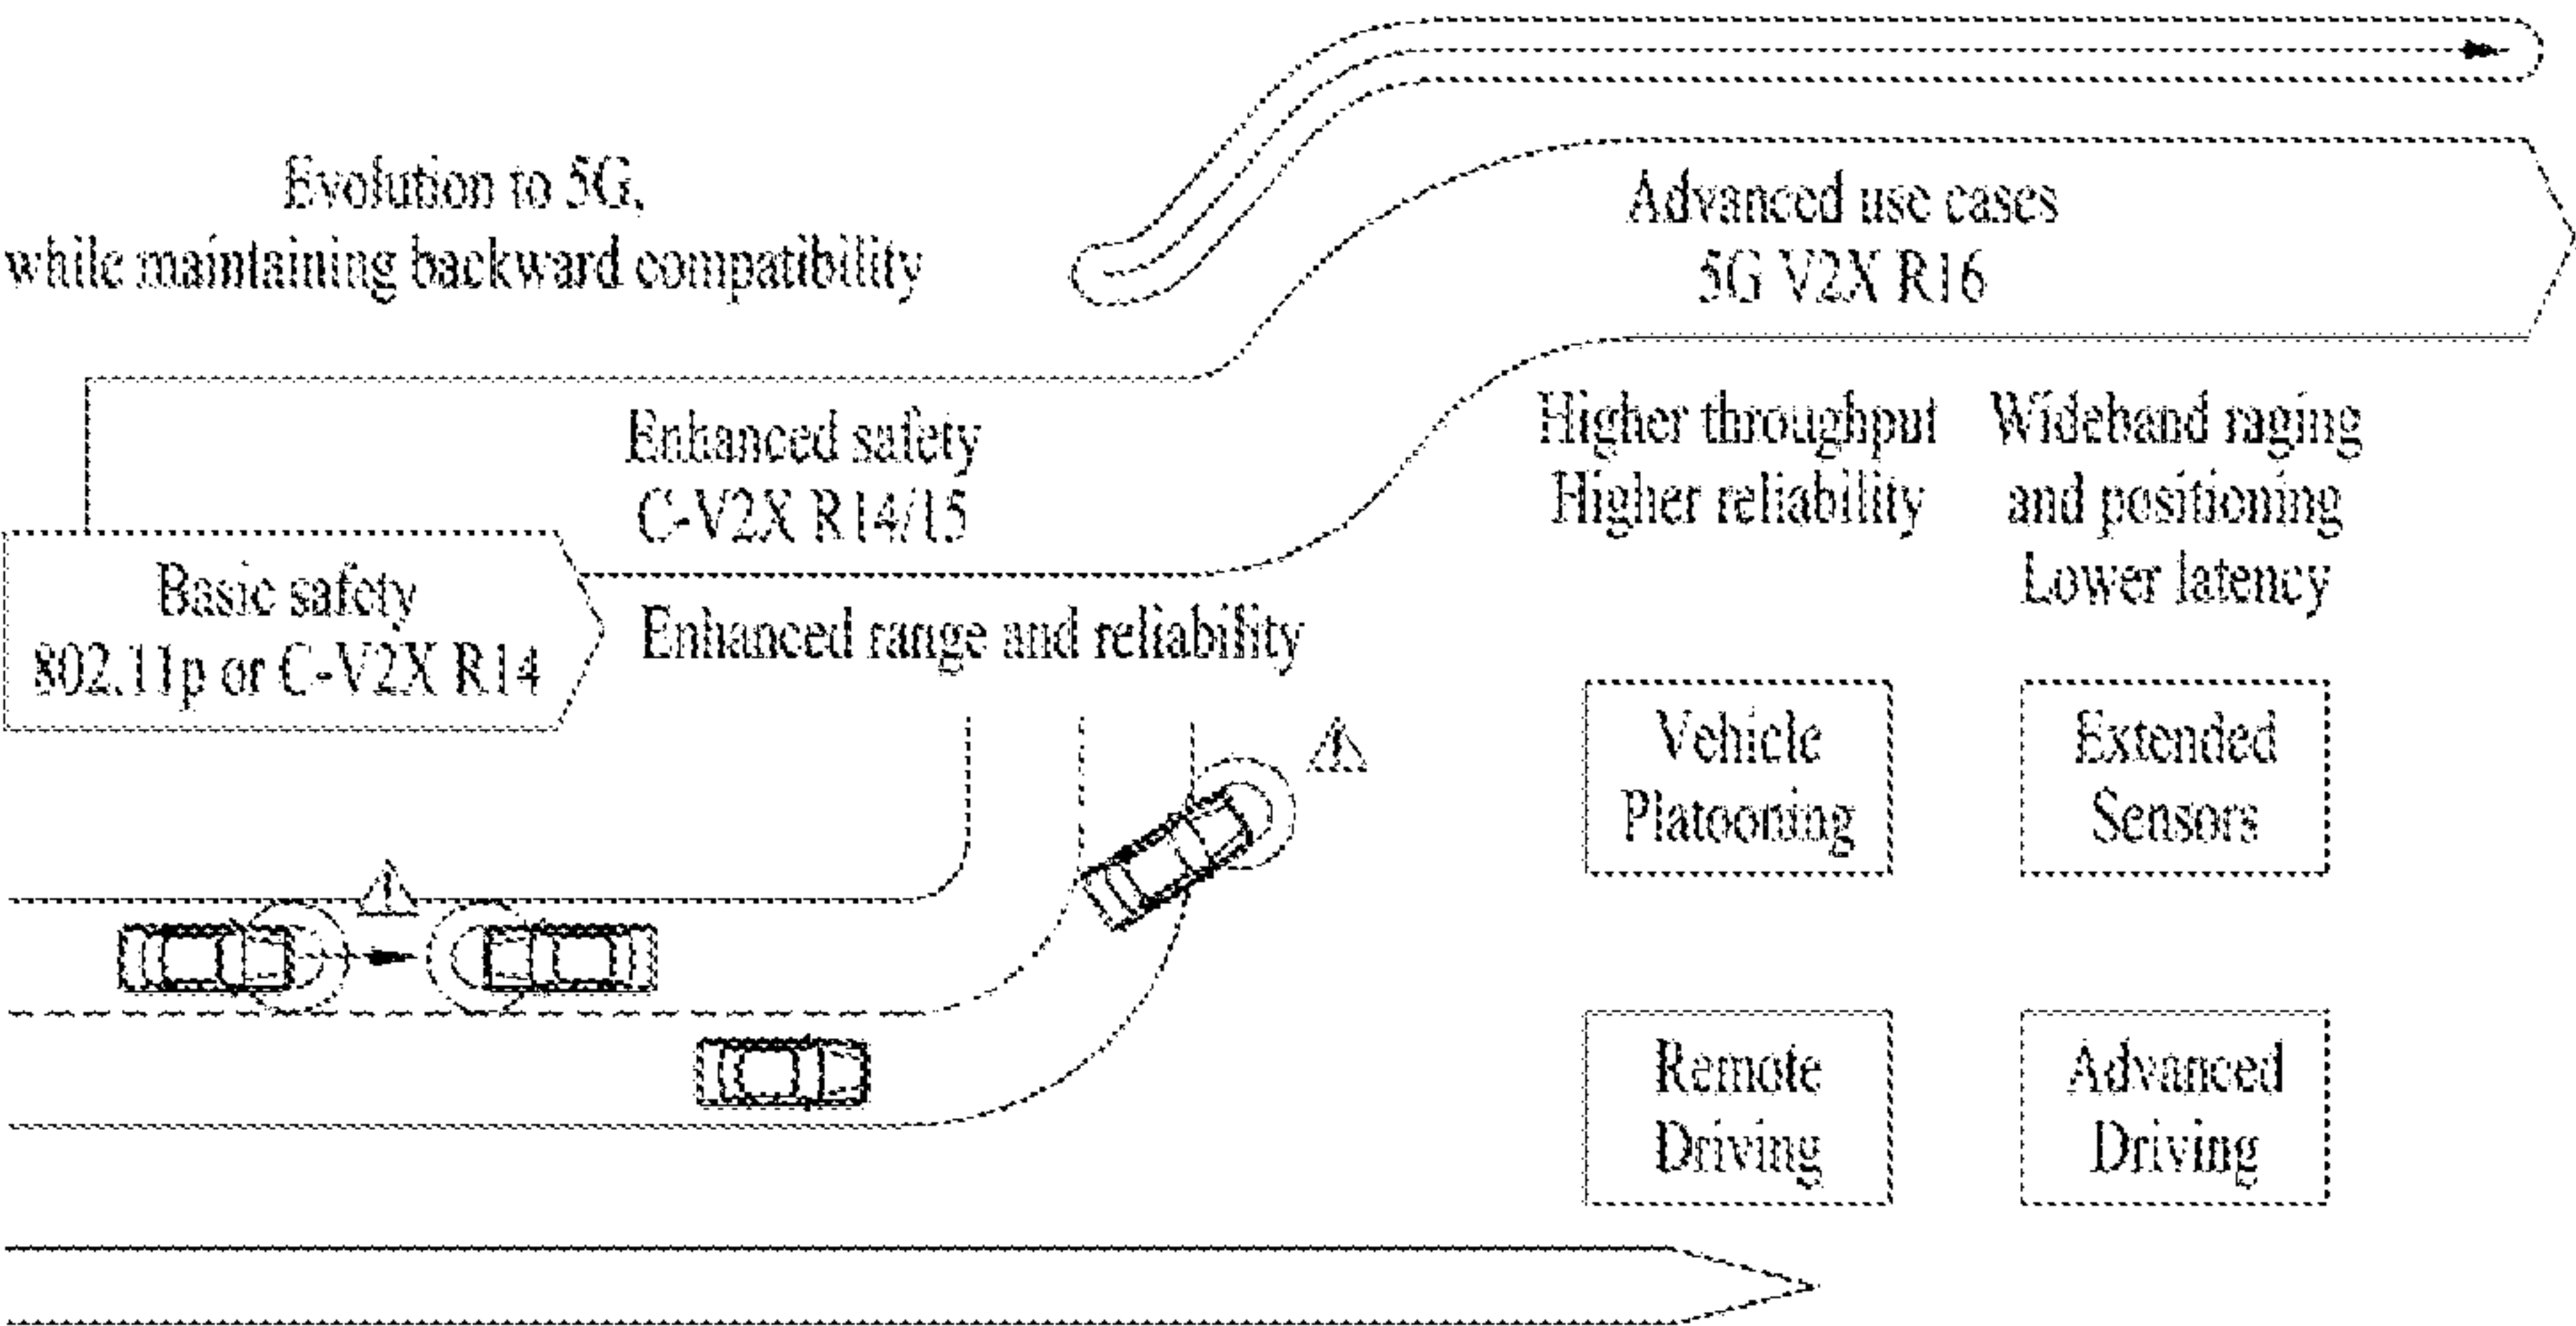 Evolution to 5G,
while maintaining backward compatibility
Advanced use cases
5G V2X R16
Enhanced safety
C-V2X R14/15
Basic safety
802.11p or C-V2X R14
Enhanced range and reliability
Higher throughput
Higher reliability
Wideband raging
and positioning
Lower latency
Vehicle
Platooning
Extended
Sensors
Remote
Driving
Advanced
Driving